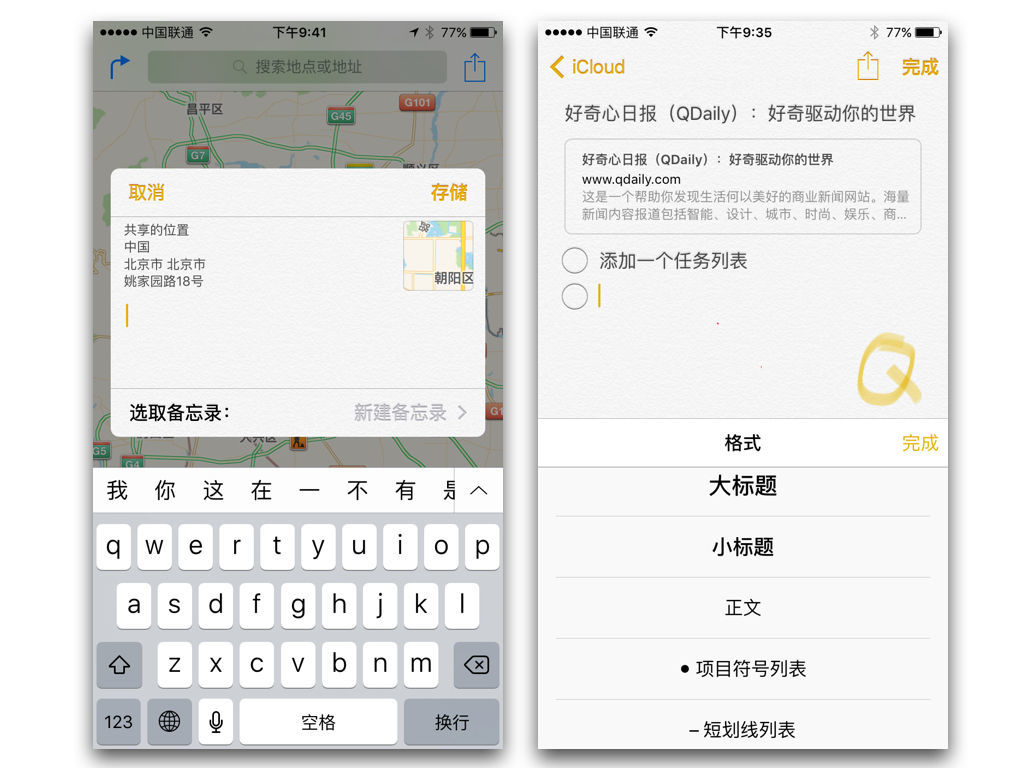 中国联通
下午9:41
77%
搜索地点或地址
昌平区
G101
G45
G7
取消
存储
共享的位置
中国
北京市 北京市
姚家园路18号
朝阳区
选取备忘录：
新建备忘录
G5
G4
我 你 这 在 一 不 有
q w e r t y u i o p
a s d f g h j k l
z x c v b n m
123
空格
换行
中国联通
下午9:35
77%
iCloud
完成
好奇心日报（QDaily）：好奇驱动你的世界
好奇心日报（QDaily）：好奇驱动你的世界
www.qdaily.com
这是一个帮助你发现生活何以美好的商业新闻网站。海量
新闻内容报道包括智能、设计、城市、时尚、娱乐、商...
添加一个任务列表
Q
格式
完成
大标题
小标题
正文
• 项目符号列表
– 短划线列表